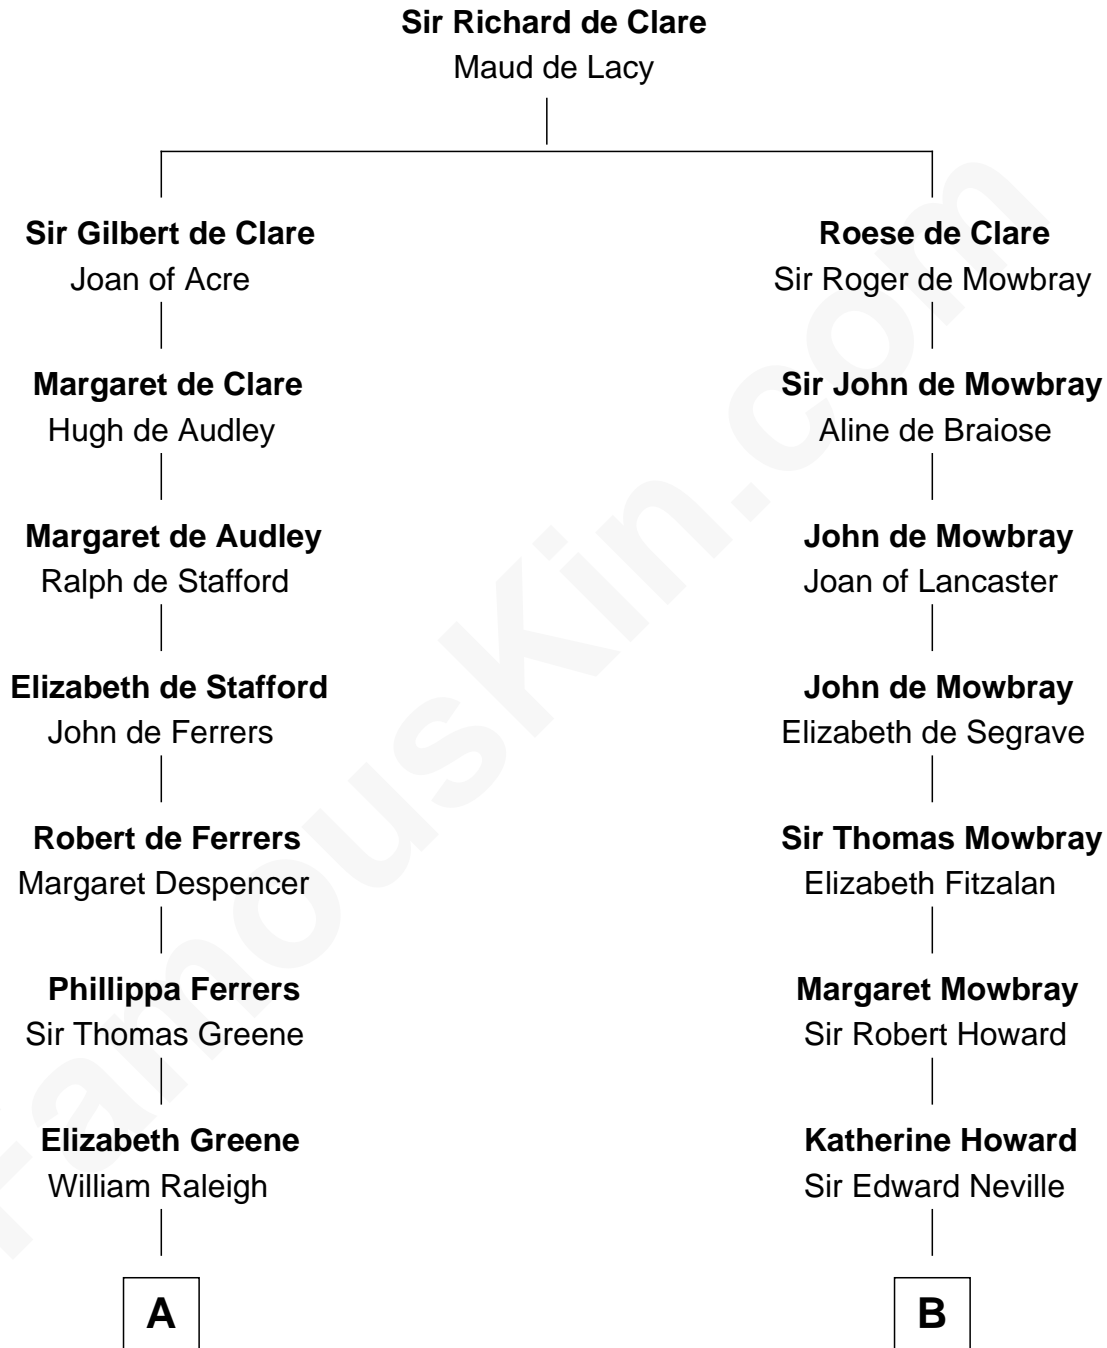 Sir Richard de Clare
Maud de Lacy
Sir Gilbert de Clare
Joan of Acre
Roese de Clare
Sir Roger de Mowbray
Margaret de Clare
Hugh de Audley
Sir John de Mowbray
Aline de Braiose
Margaret de Audley
Ralph de Stafford
John de Mowbray
Joan of Lancaster
Elizabeth de Stafford
John de Ferrers
John de Mowbray
Elizabeth de Segrave
Robert de Ferrers
Margaret Despencer
Sir Thomas Mowbray
Elizabeth Fitzalan
Phillippa Ferrers
Sir Thomas Greene
Margaret Mowbray
Sir Robert Howard
Elizabeth Greene
William Raleigh
Katherine Howard
Sir Edward Neville
A
B
FamousKin.com